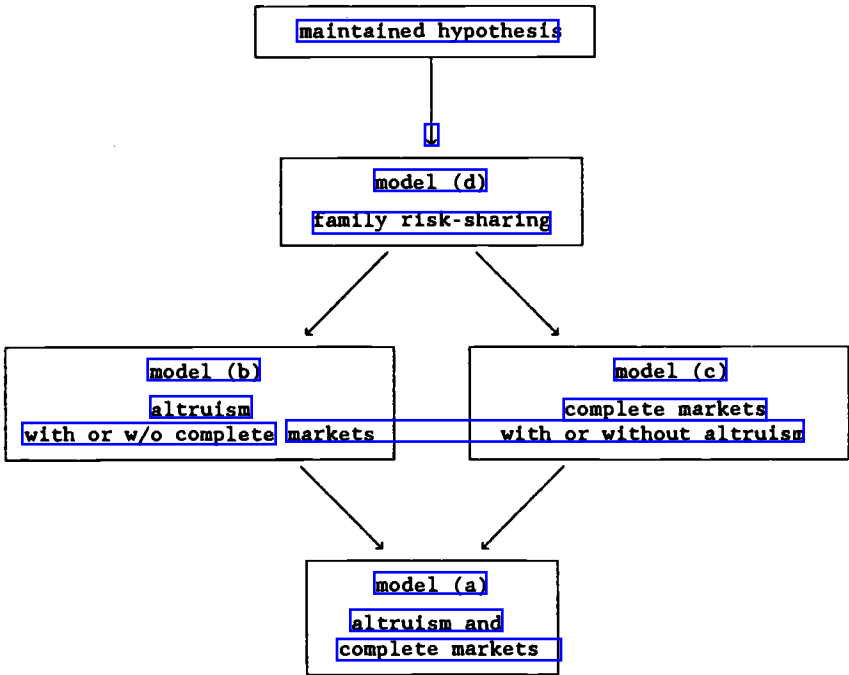 maintained hypothesis
model (d)
family risk-sharing
model (b)
altruism
with or w/o complete markets
model (c)
complete markets
with or without altruism
model (a)
altruism and
complete markets